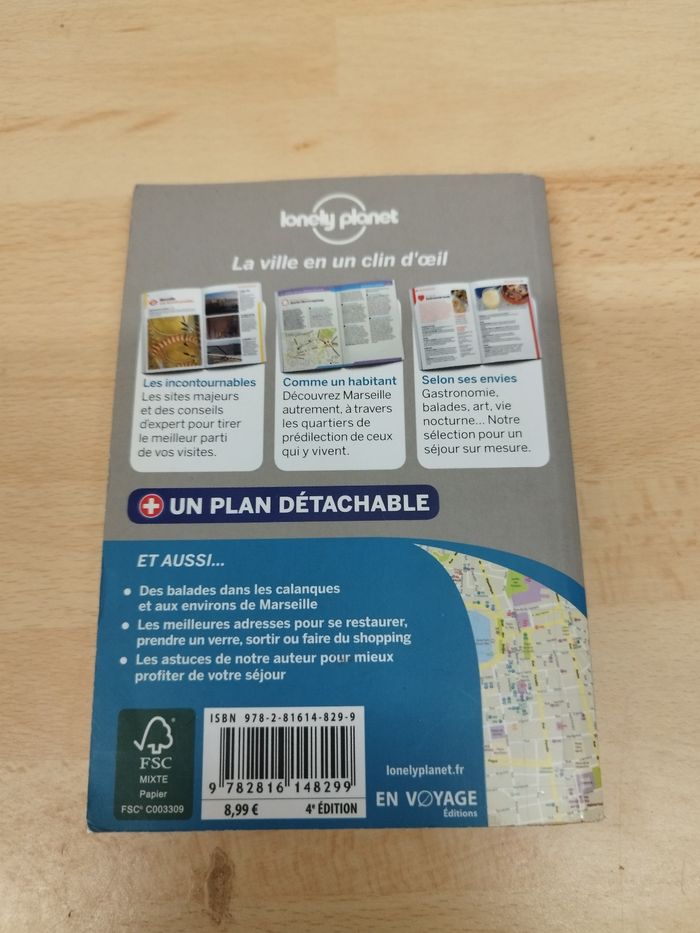 lonely planet
La ville en un clin d'œil
Les incontournables
Les sites majeurs
et des conseils
d'expert pour tirer
le meilleur parti
de vos visites.
Comme un habitant
Découvrez Marseille
autrement, à travers
les quartiers de
prédilection de ceux
qui y vivent.
Selon ses envies
Gastronomie,
balades, art, vie
nocturne... Notre
sélection pour un
séjour sur mesure.
UN PLAN DÉTACHABLE
ET AUSSI...
• Des balades dans les calanques
et aux environs de Marseille
• Les meilleures adresses pour se restaurer,
prendre un verre, sortir ou faire du shopping
• Les astuces de notre auteur pour mieux
profiter de votre séjour
FSC
MIXTE
Papier
FSC® C003309
ISBN 978-2-81614-829-9
9 782816 148299
8,99 €
4e ÉDITION
lonelyplanet.fr
EN VOYAGE
Éditions